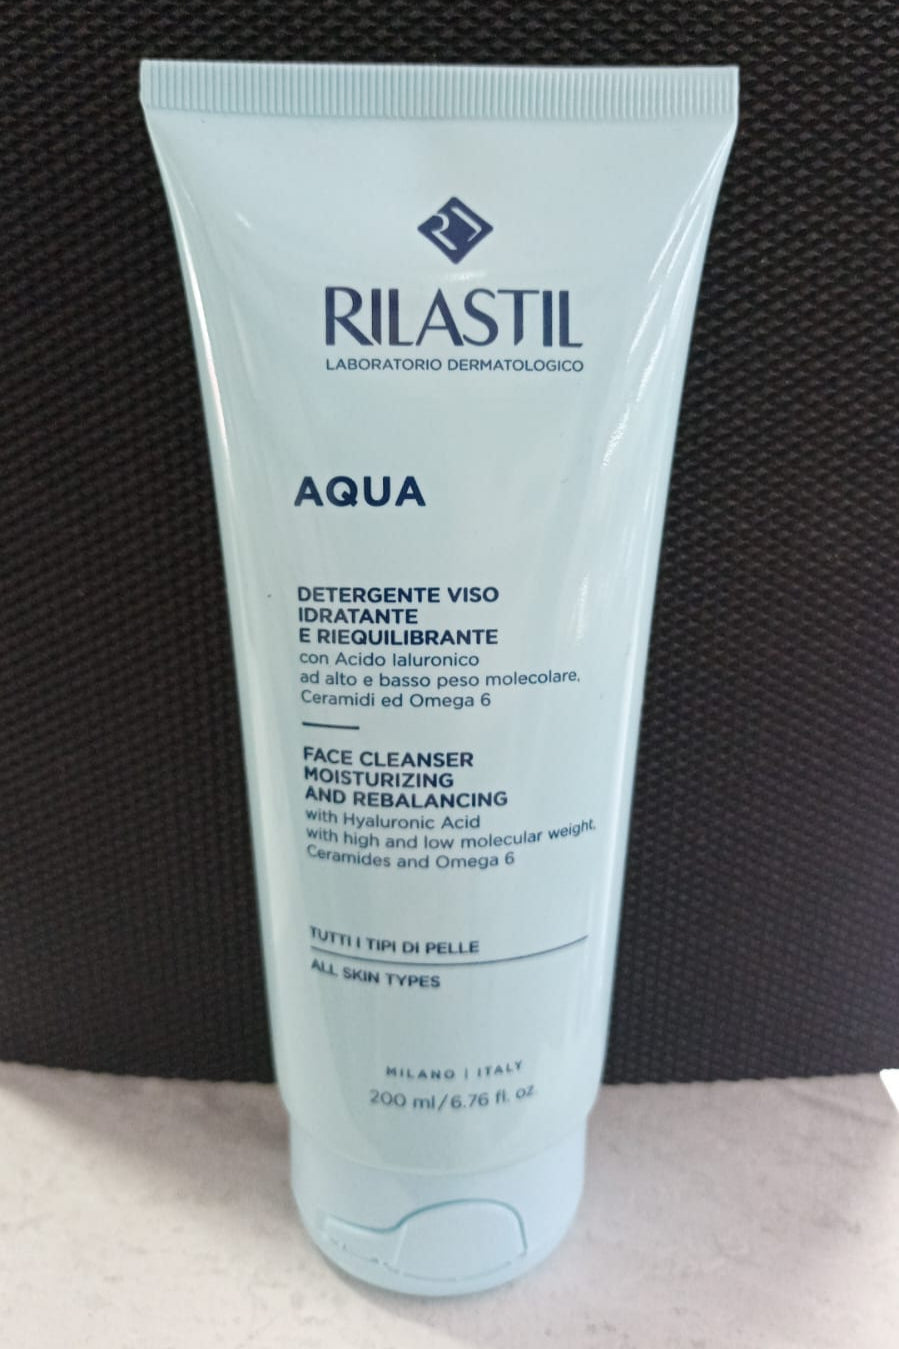 RILASTIL
LABORATORIO DERMATOLOGICO
AQUA
DETERGENTE VISO
IDRATANTE
E RIEQUILIBRANTE
con Acido Ialuronico
ad alto e basso peso molecolare,
Ceramidi ed Omega 6
FACE CLEANSER
MOISTURIZING
AND REBALANCING
with Hyaluronic Acid
with high and low molecular weight,
Ceramides and Omega 6
TUTTI I TIPI DI PELLE
ALL SKIN TYPES
MILANO | ITALY
200 ml/6.76 fl. oz.